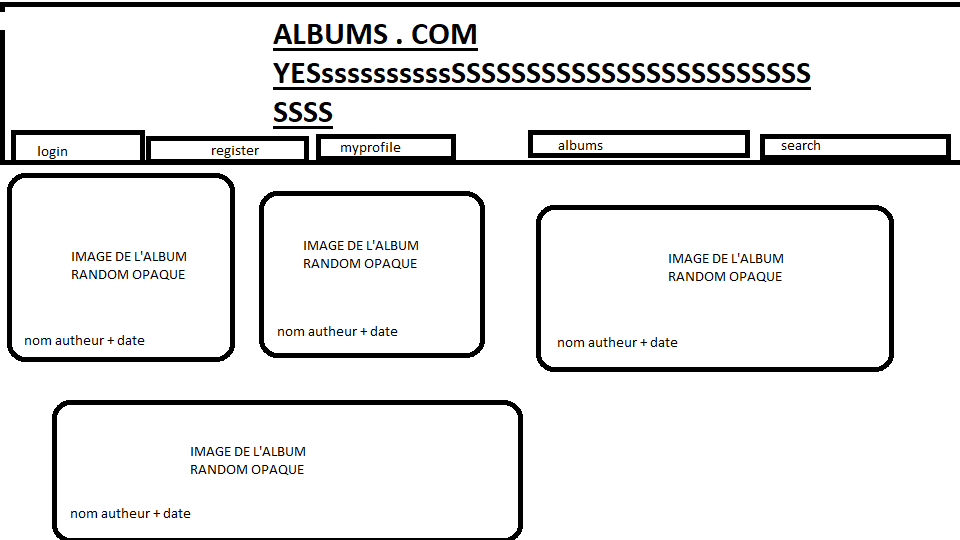 ALBUMS . COM
YESssssssssssSSSSSSSSSSSSSSSSSSSSSSSS
SSSS
login
register
myprofile
albums
search
IMAGE DE L'ALBUM
RANDOM OPAQUE
nom autheur + date
IMAGE DE L'ALBUM
RANDOM OPAQUE
nom autheur + date
IMAGE DE L'ALBUM
RANDOM OPAQUE
nom autheur + date
IMAGE DE L'ALBUM
RANDOM OPAQUE
nom autheur + date